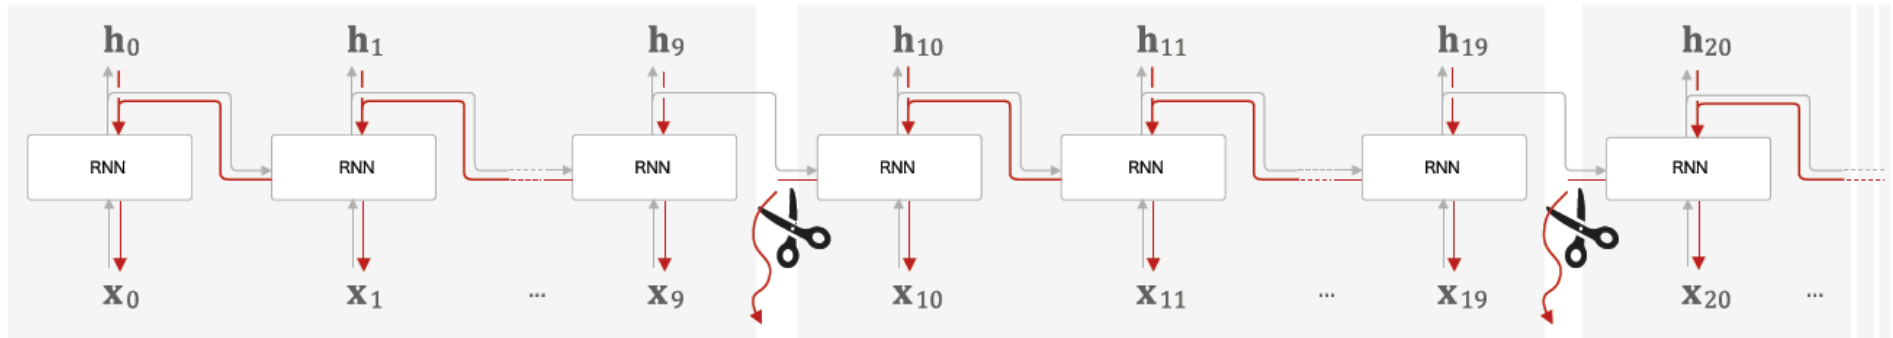 h0 h1 h9 h10 h11 h19 h20
RNN RNN RNN RNN RNN RNN RNN
x0 x1 ... x9 x10 x11 ... x19 x20 ...